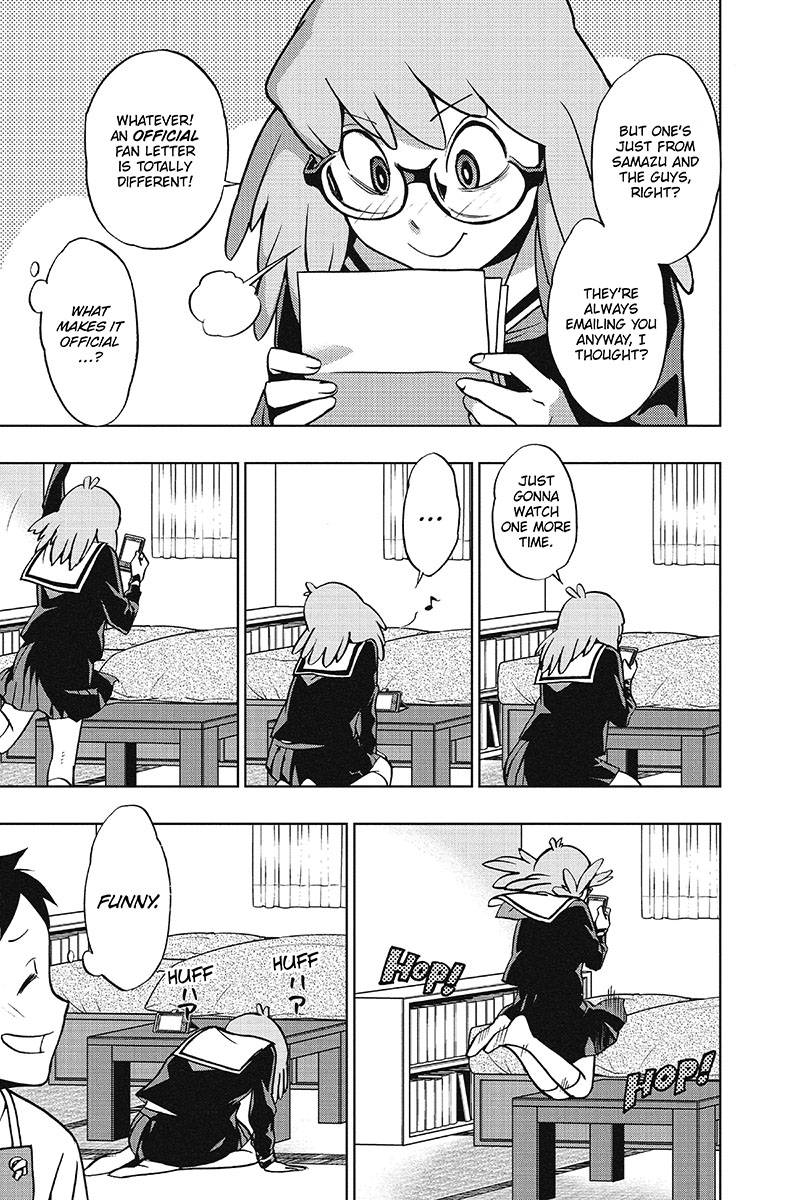 BUT ONE'S
JUST FROM
SAMAZU AND
THE GUYS,
RIGHT?
THEY'RE
ALWAYS
EMAILING YOU
ANYWAY, I
THOUGHT?
WHATEVER!
AN OFFICIAL
FAN LETTER
IS TOTALLY
DIFFERENT!
WHAT
MAKES IT
OFFICIAL
...?
JUST
GONNA
WATCH
ONE MORE
TIME.
...
HOP!
HOP!
HUFF
HUFF
FUNNY.